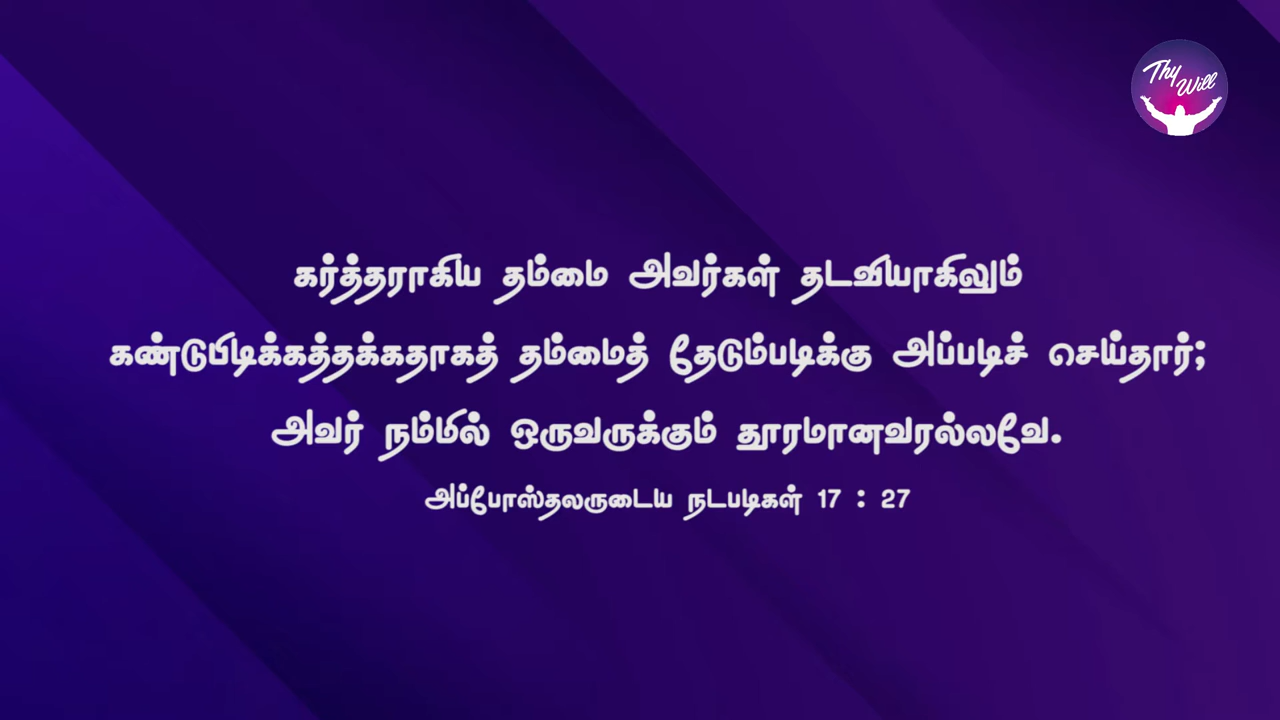 Thy
Will
கர்த்தராகிய தம்மை அவர்கள் தடவியாகிலும்
கண்டுபிடிக்கத்தக்கதாகத் தம்மைத் தேடும்படிக்கு அப்படிச் செய்தார்;
அவர் நம்மில் ஒருவருக்கும் தூரமானவரல்லவே.
அப்போஸ்தலருடைய நடபடிகள் 17 : 27